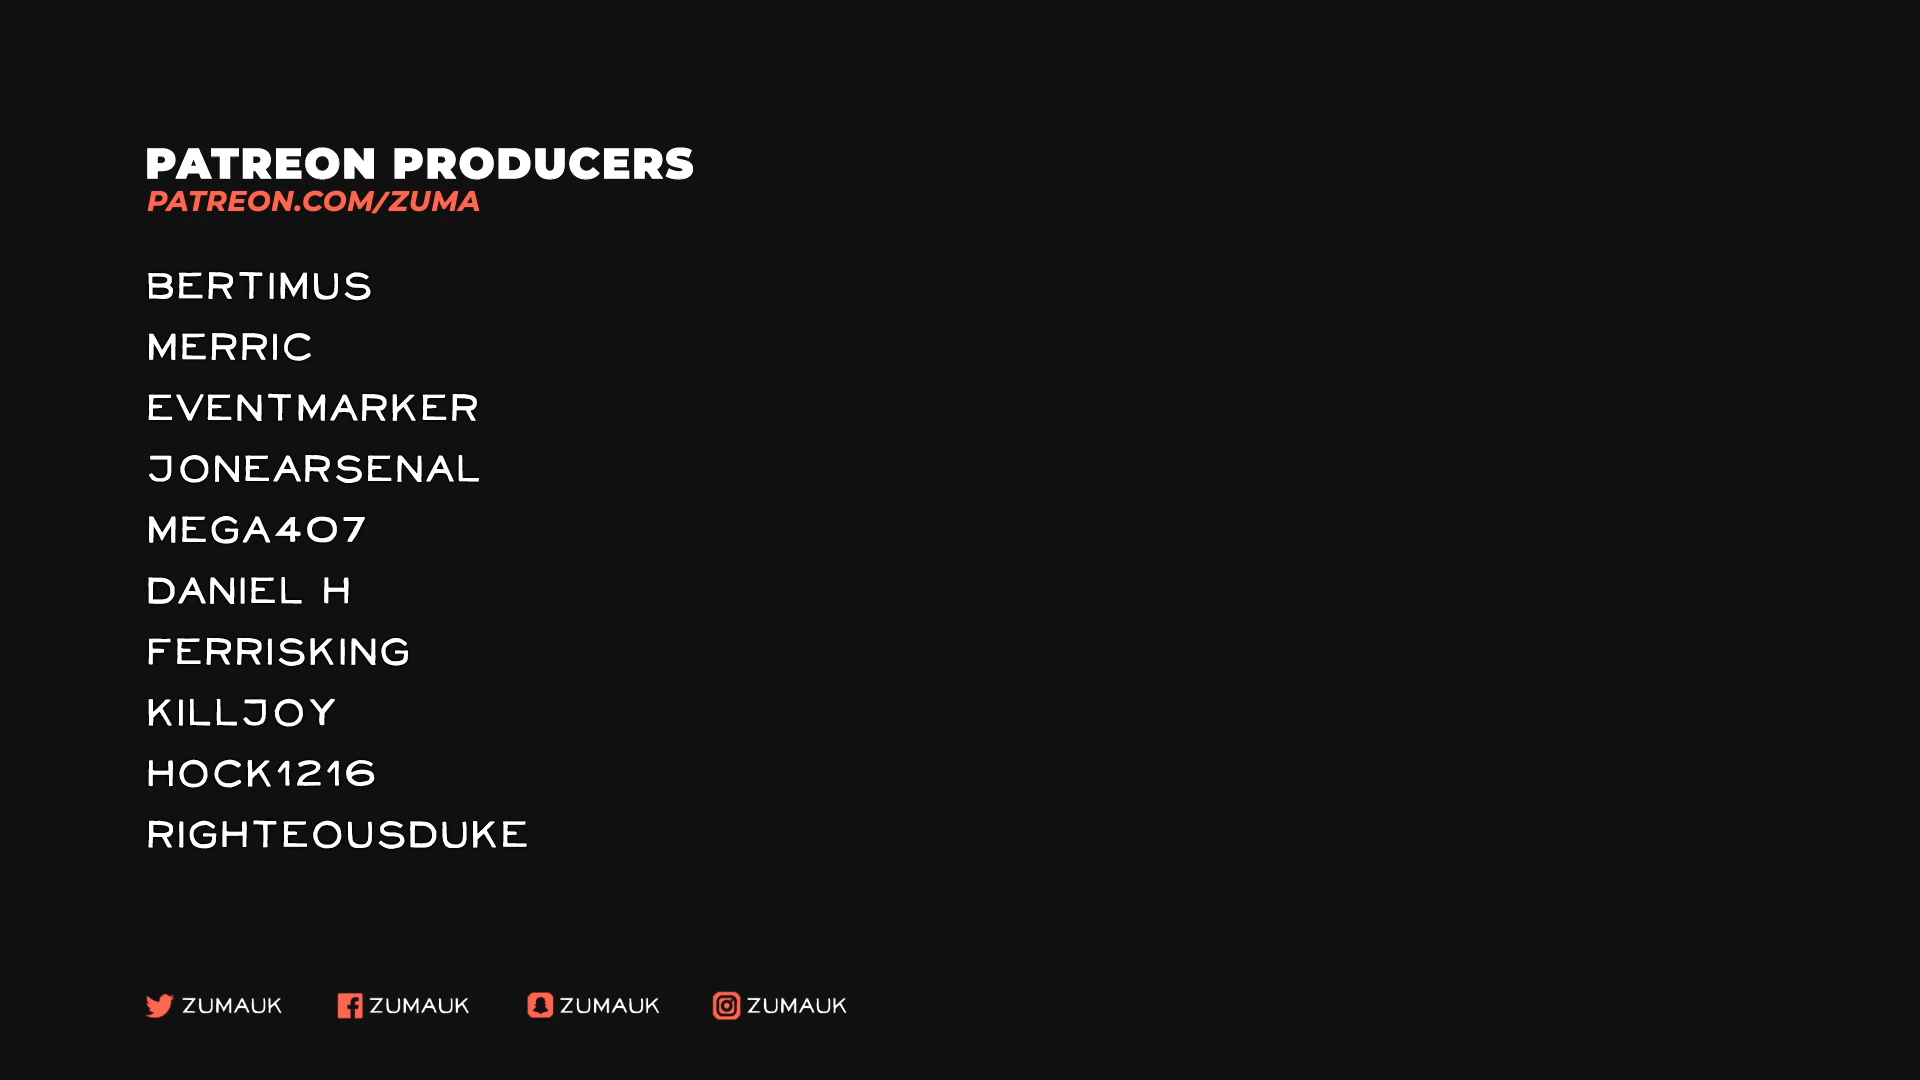 PATREON PRODUCERS
PATREON.COM/ZUMA
BERTIMUS
MERRIC
EVENTMARKER
JONEARSENAL
MEGA407
DANIEL H
FERRISKING
KILLJOY
HOCK1216
RIGHTEOUSDUKE
ZUMAUK ZUMAUK ZUMAUK ZUMAUK